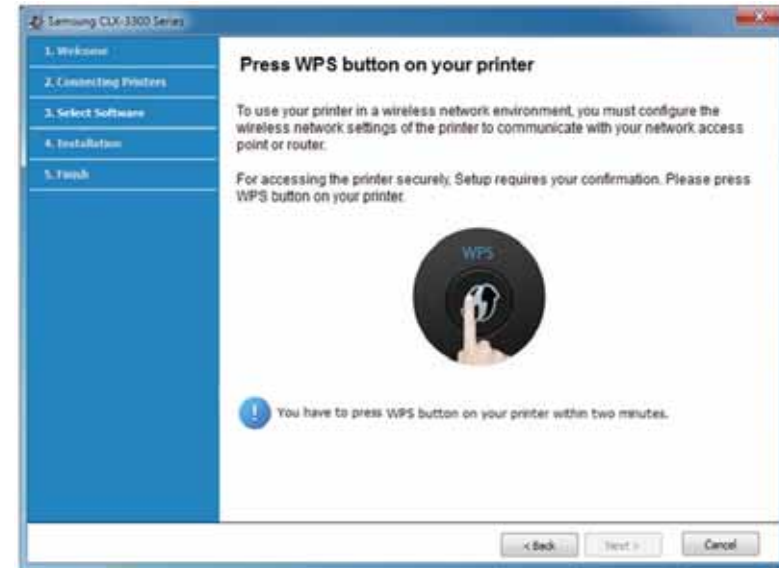 Samsung CLX-3300 Series
1. Welcome
2. Connecting Printers
3. Select Software
4. Installation
5. Finish
Press WPS button on your printer
To use your printer in a wireless network environment, you must configure the
wireless network settings of the printer to communicate with your network access
point or router.
For accessing the printer securely, Setup requires your confirmation. Please press
WPS button on your printer.
WPS
You have to press WPS button on your printer within two minutes.
< Back
Next >
Cancel